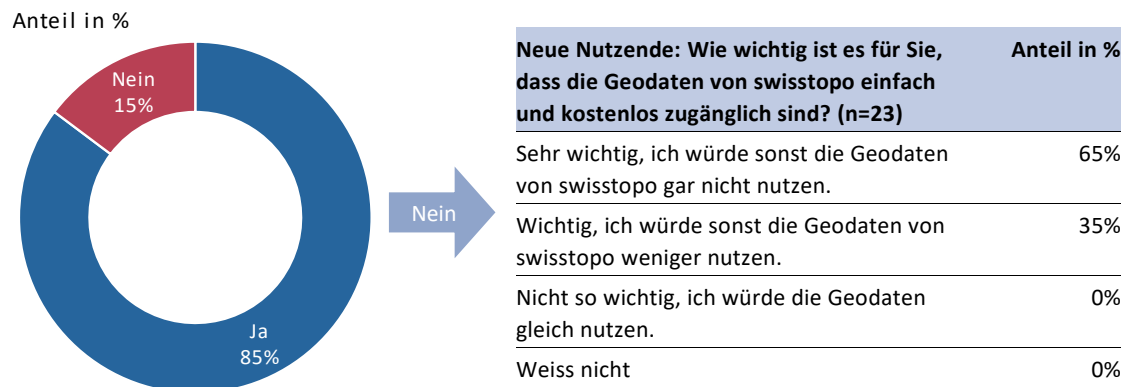 Anteil in %
Nein
15%
Ja
85%
Nein
Neue Nutzende: Wie wichtig ist es für Sie, Anteil in %
dass die Geodaten von swisstopo einfach
und kostenlos zugänglich sind? (n=23)
Sehr wichtig, ich würde sonst die Geodaten 65%
von swisstopo gar nicht nutzen.
Wichtig, ich würde sonst die Geodaten von 35%
swisstopo weniger nutzen.
Nicht so wichtig, ich würde die Geodaten 0%
gleich nutzen.
Weiss nicht 0%